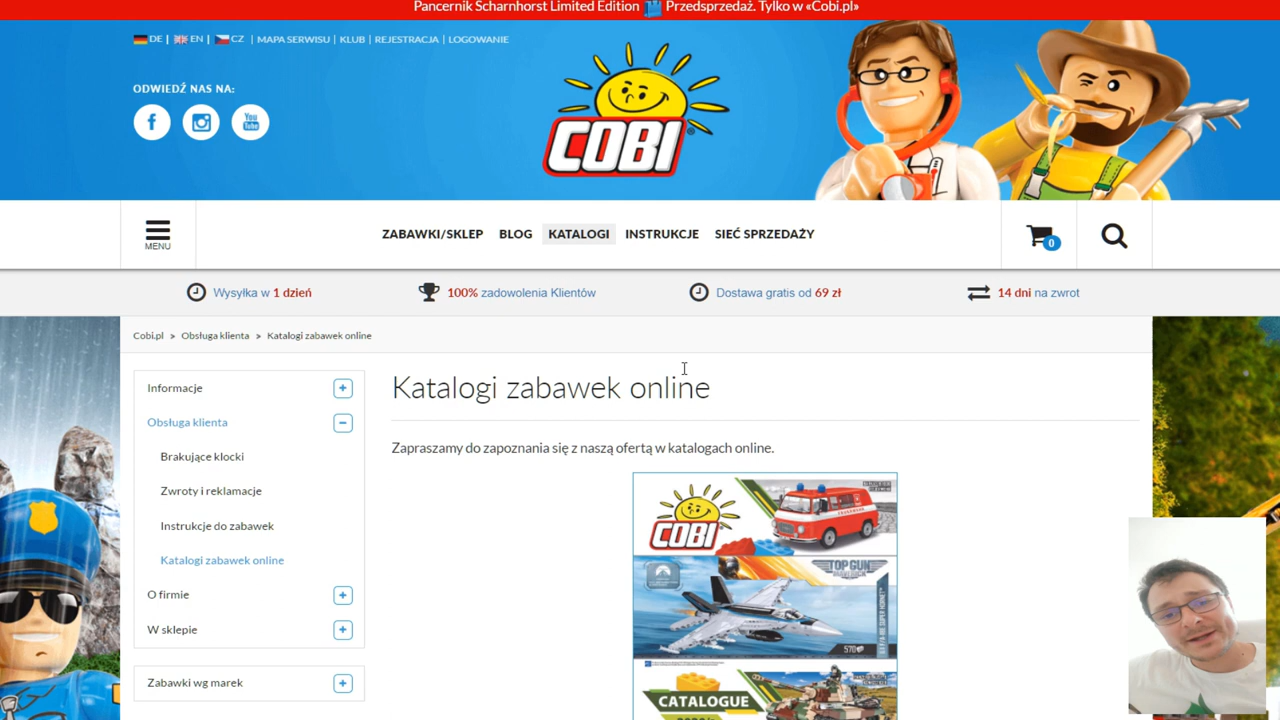 Pancernik Scharnhorst Limited Edition Przedsprzedaż. Tylko w «Cobi.pl»
DE | EN | CZ | MAPA SERWISU | KLUB | REJESTRACJA | LOGOWANIE
ODWIEDŹ NAS NA:
You Tube
COBI
MENU
ZABAWKI/SKLEP BLOG KATALOGI INSTRUKCJE SIEĆ SPRZEDAŻY
0
Wysyłka w 1 dzień 100% zadowolenia Klientów Dostawa gratis od 69 zł 14 dni na zwrot
Cobi.pl » Obsługa klienta » Katalogi zabawek online
Informacje
Obsługa klienta
Brakujące klocki
Zwroty i reklamacje
Instrukcje do zabawek
Katalogi zabawek online
O firmie
W sklepie
Zabawki wg marek
Katalogi zabawek online
Zapraszamy do zapoznania się z naszą ofertą w katalogach online.
COBI
TOP GUN
MAVERICK
570
CATALOGUE